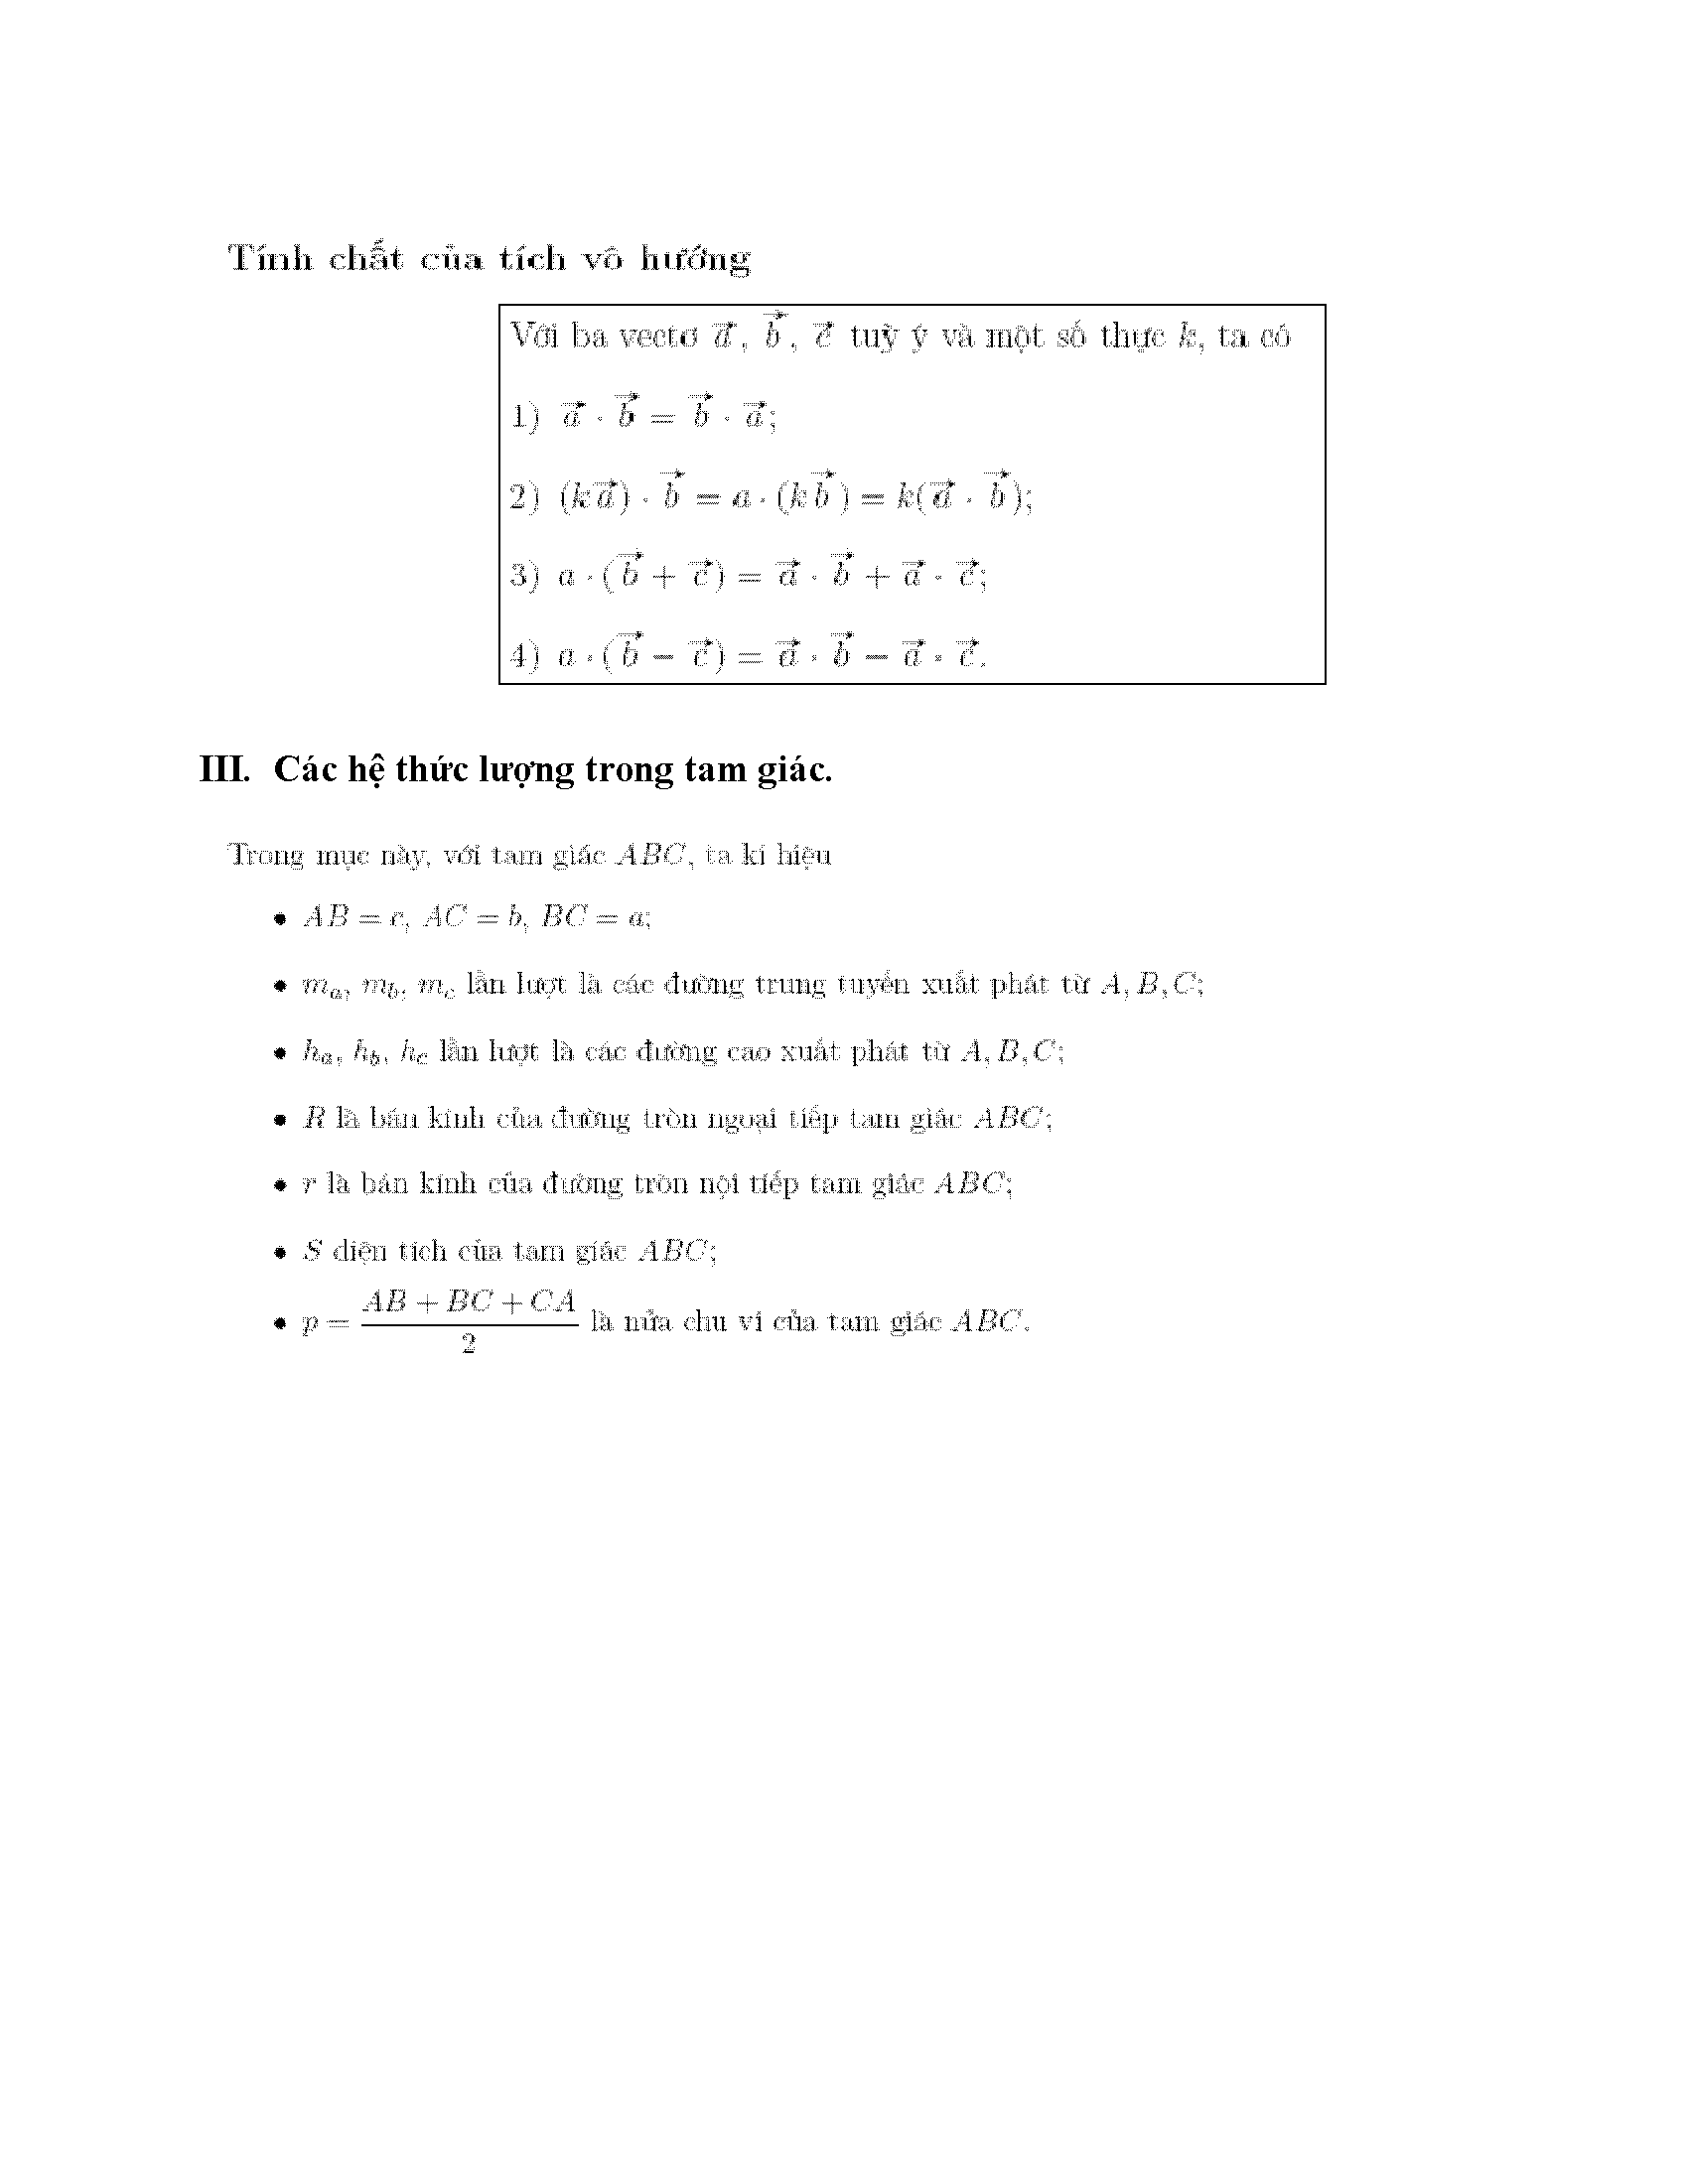 Tính chất của tích vô hướng
Với ba vectơ $\vec{a}$, $\vec{b}$, $\vec{c}$ tuỳ ý và một số thực $k$, ta có
1) $\vec{a} \cdot \vec{b} = \vec{b} \cdot \vec{a}$;
2) $(k\vec{a}) \cdot \vec{b} = a \cdot (k\vec{b}) = k(\vec{a} \cdot \vec{b})$;
3) $a \cdot (\vec{b} + \vec{c}) = \vec{a} \cdot \vec{b} + \vec{a} \cdot \vec{c}$;
4) $a \cdot (\vec{b} - \vec{c}) = \vec{a} \cdot \vec{b} - \vec{a} \cdot \vec{c}$.
III. Các hệ thức lượng trong tam giác.
Trong mục này, với tam giác $ABC$, ta kí hiệu
• $AB = c$, $AC = b$, $BC = a$;
• $m_a$, $m_b$, $m_c$ lần lượt là các đường trung tuyến xuất phát từ $A, B, C$;
• $h_a$, $h_b$, $h_c$ lần lượt là các đường cao xuất phát từ $A, B, C$;
• $R$ là bán kính của đường tròn ngoại tiếp tam giác $ABC$;
• $r$ là bán kính của đường tròn nội tiếp tam giác $ABC$;
• $S$ diện tích của tam giác $ABC$;
• $p = \dfrac{AB + BC + CA}{2}$ là nửa chu vi của tam giác $ABC$.